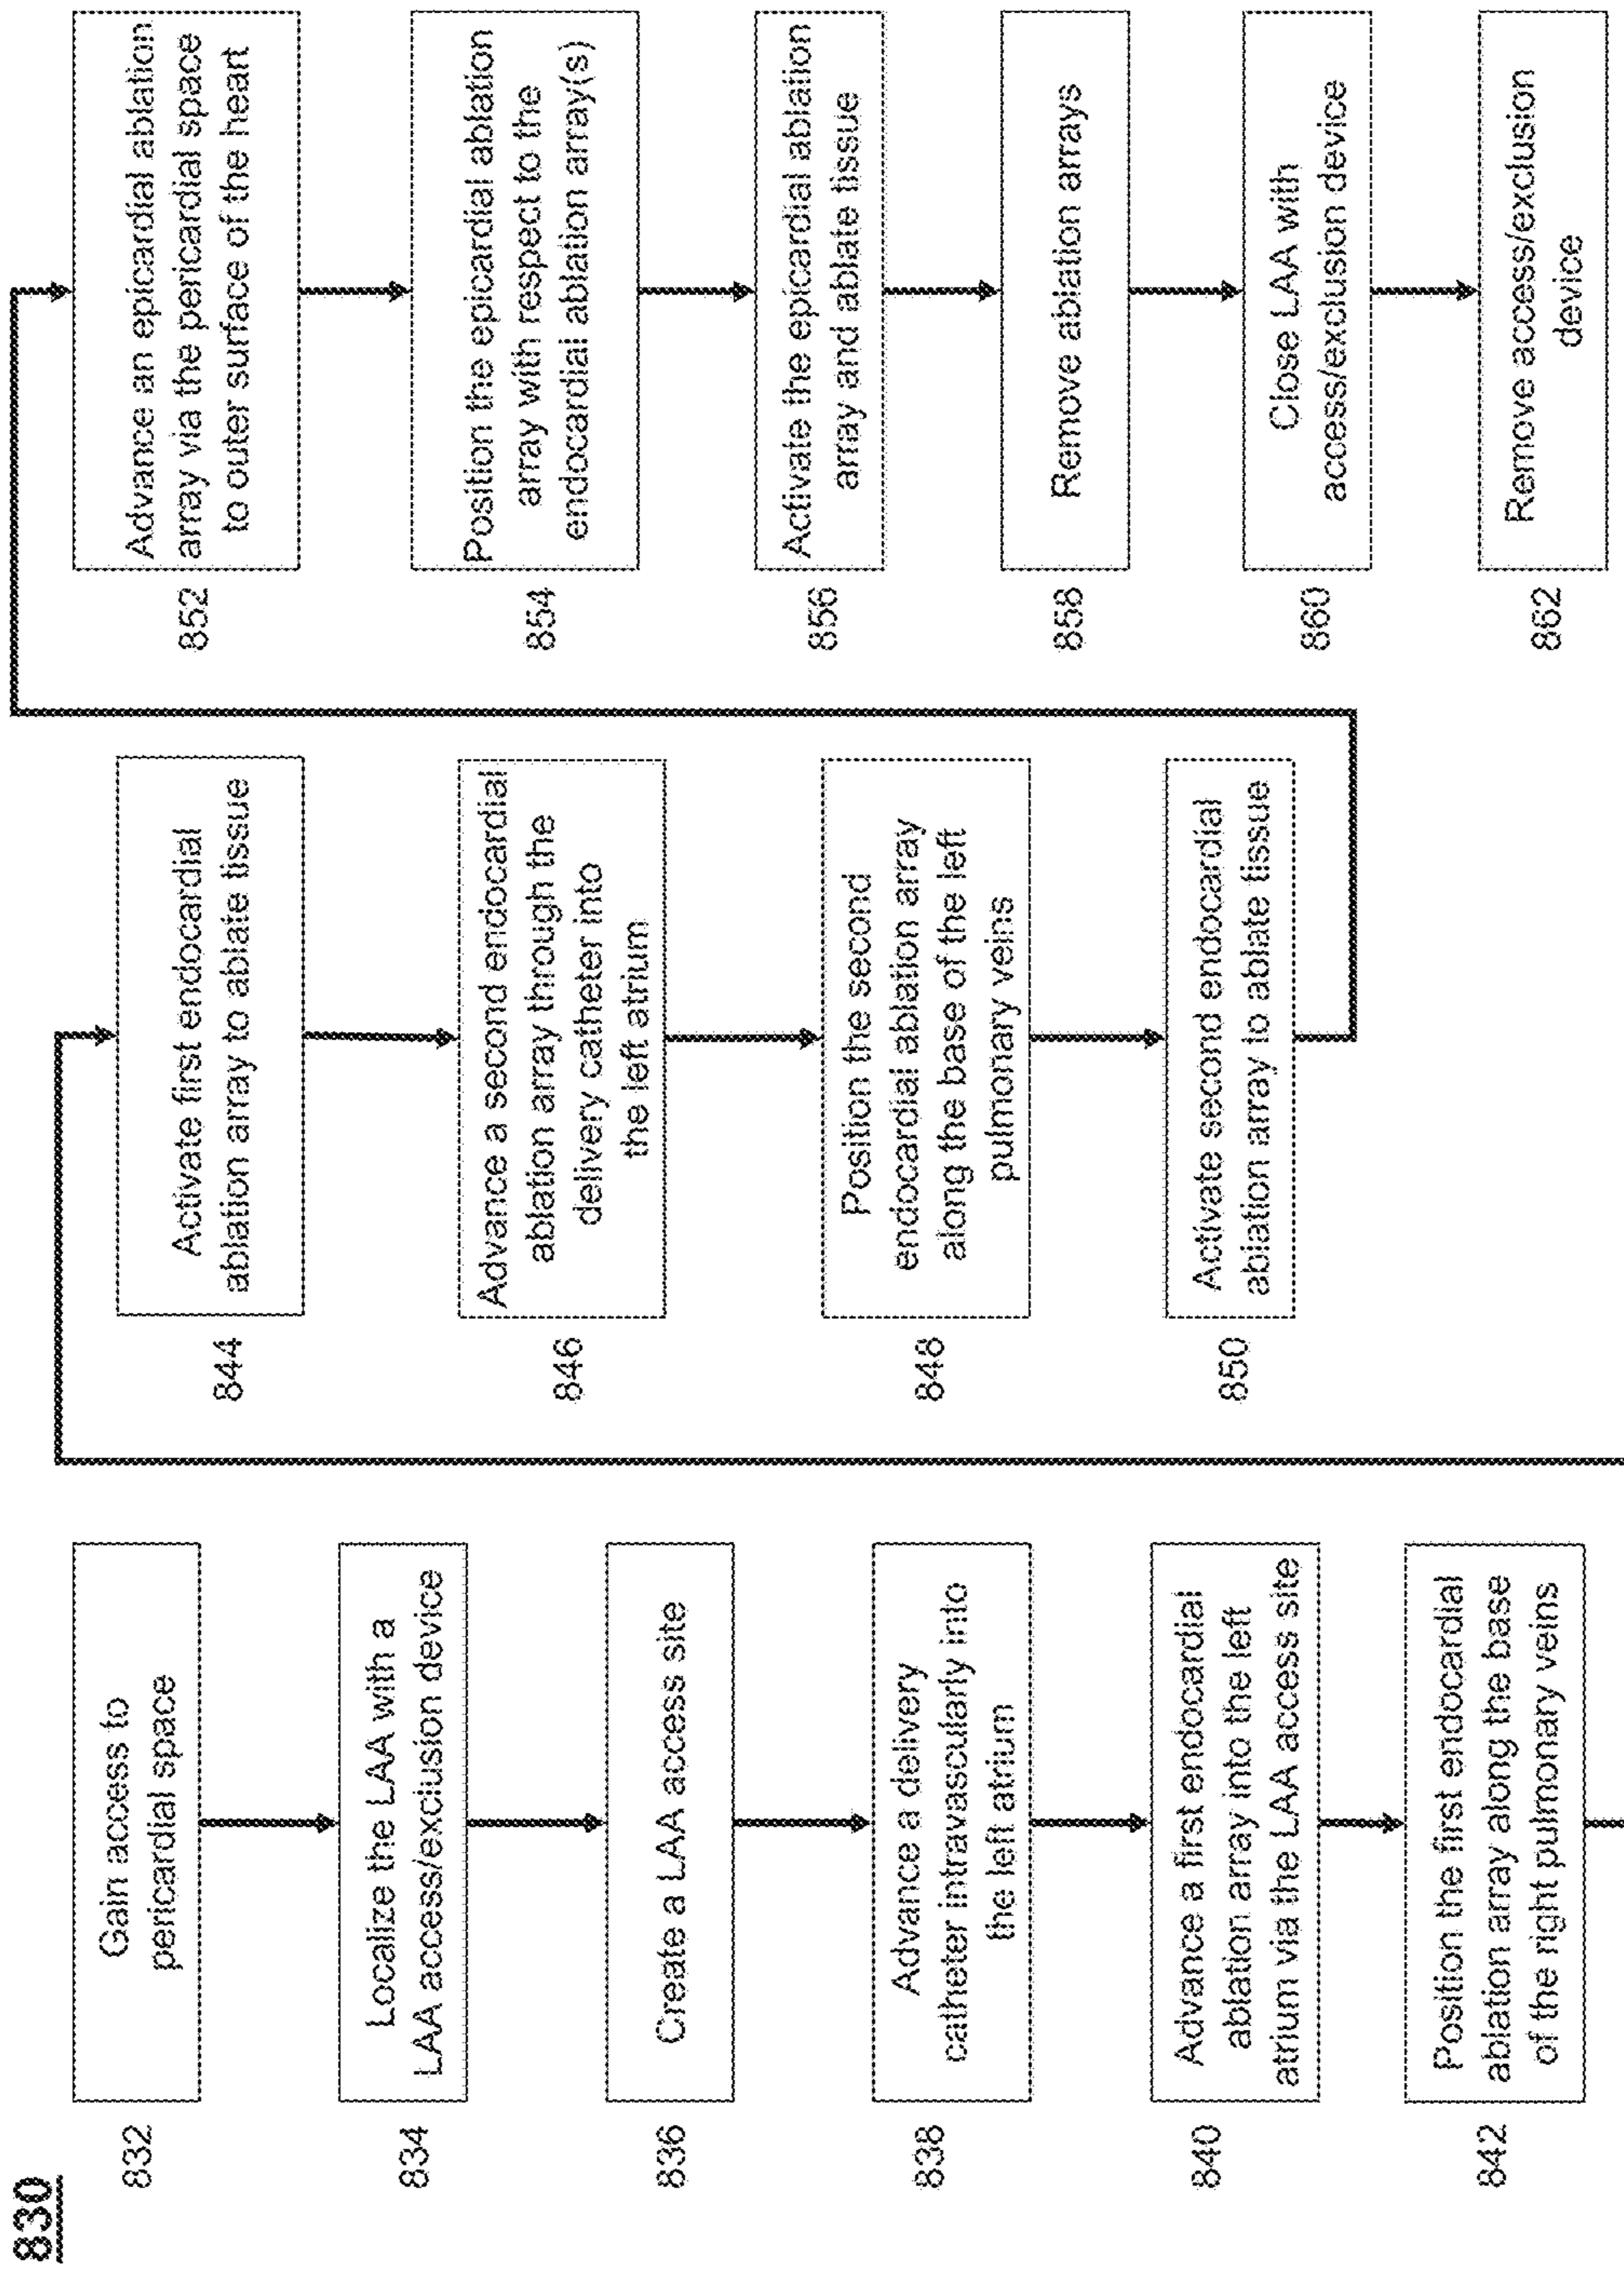 830
832
Gain access to
pericardial space
834
Localize the LAA with a
LAA access/exclusion device
836
Create a LAA access site
838
Advance a delivery
catheter intravascularly into
the left atrium
840
Advance a first endocardial
ablation array into the left
atrium via the LAA access site
842
Position the first endocardial
ablation array along the base
of the right pulmonary veins
844
Activate first endocardial
ablation array to ablate tissue
846
Advance a second endocardial
ablation array through the
delivery catheter into
the left atrium
848
Position the second
endocardial ablation array
along the base of the left
pulmonary veins
850
Activate second endocardial
ablation array to ablate tissue
852
Advance an epicardial ablation
array via the pericardial space
to outer surface of the heart
854
Position the epicardial ablation
array with respect to the
endocardial ablation array(s)
856
Activate the epicardial ablation
array and ablate tissue
858
Remove ablation arrays
860
Close LAA with
access/exclusion device
862
Remove access/exclusion
device